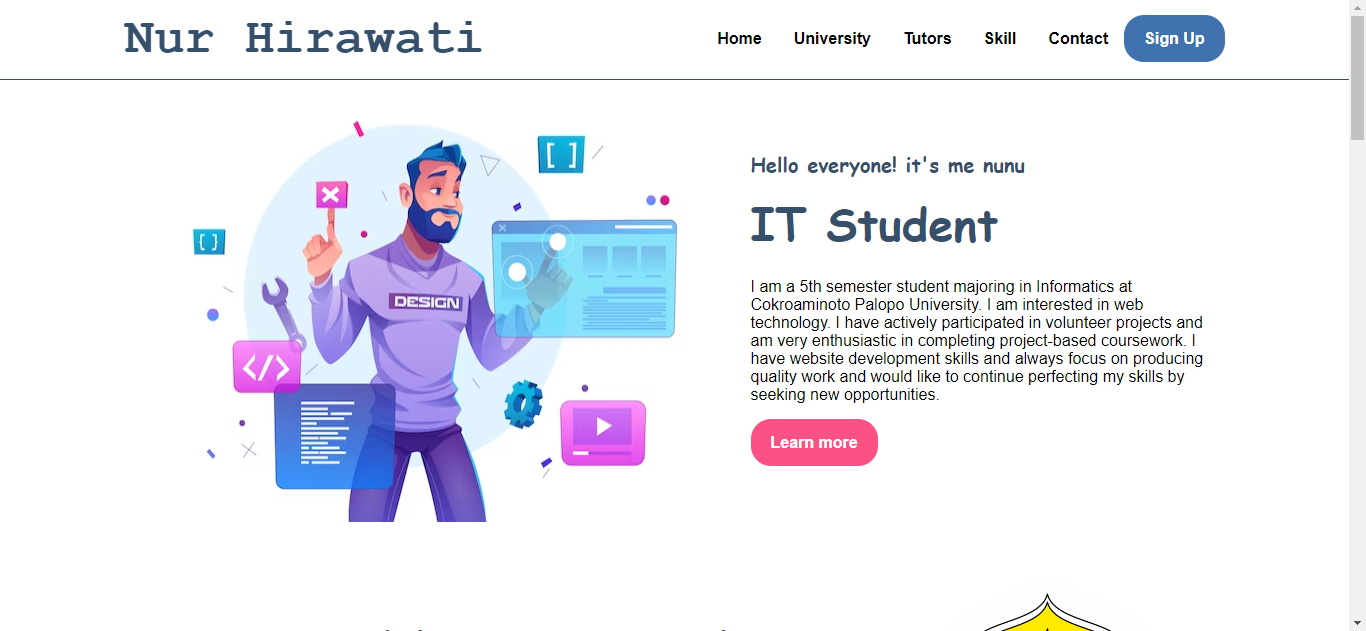 Nur Hirawati
Home University Tutors Skill Contact Sign Up
Hello everyone! it's me nunu
IT Student
I am a 5th semester student majoring in Informatics at
Cokroaminoto Palopo University. I am interested in web
technology. I have actively participated in volunteer projects and
am very enthusiastic in completing project-based coursework. I
have website development skills and always focus on producing
quality work and would like to continue perfecting my skills by
seeking new opportunities.
Learn more
[ ]
[ ]
DESIGN
</>